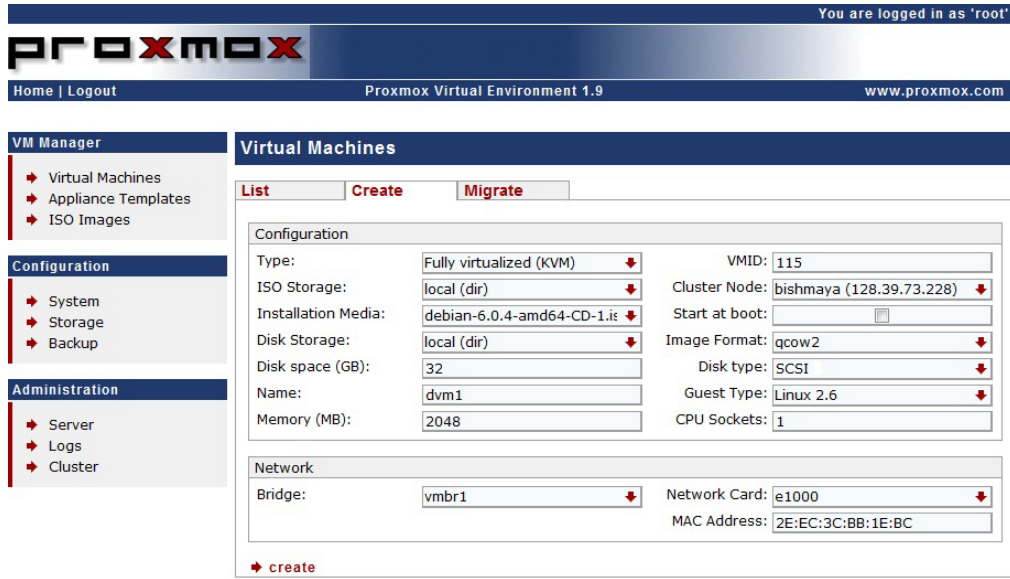 You are logged in as 'root'
proxmox
Home | Logout Proxmox Virtual Environment 1.9 www.proxmox.com
VM Manager
Virtual Machines
Appliance Templates
ISO Images
Configuration
System
Storage
Backup
Administration
Server
Logs
Cluster
Virtual Machines
List Create Migrate
Configuration
Type: Fully virtualized (KVM) VMID: 115
ISO Storage: local (dir) Cluster Node: bishmaya (128.39.73.228)
Installation Media: debian-6.0.4-amd64-CD-1.is Start at boot:
Disk Storage: local (dir) Image Format: qcow2
Disk space (GB): 32 Disk type: SCSI
Name: dvm1 Guest Type: Linux 2.6
Memory (MB): 2048 CPU Sockets: 1
Network
Bridge: vmbr1 Network Card: e1000
MAC Address: 2E:EC:3C:BB:1E:BC
create